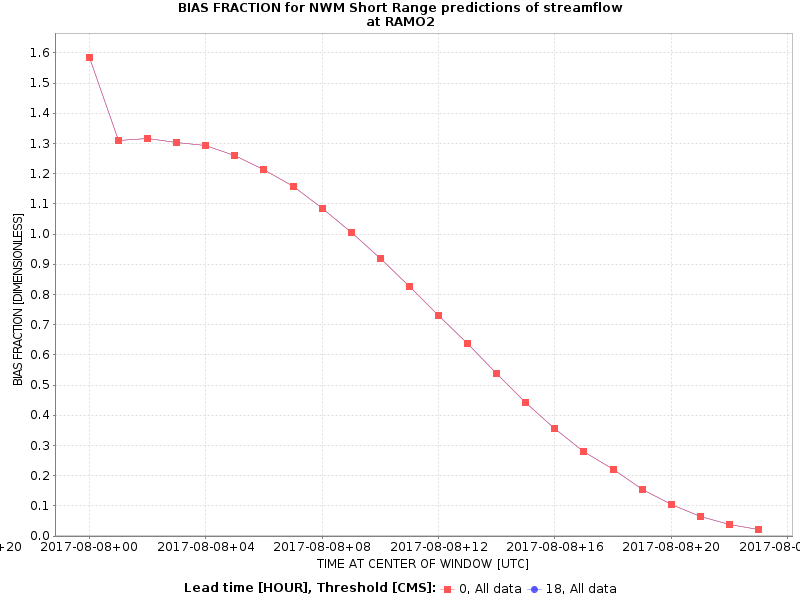 BIAS FRACTION for NWM Short Range predictions of streamflow
at RAMO2
BIAS FRACTION [DIMENSIONLESS]
1.6
1.5
1.4
1.3
1.2
1.1
1.0
0.9
0.8
0.7
0.6
0.5
0.4
0.3
0.2
0.1
0.0
+20 2017-08-08+00 2017-08-08+04 2017-08-08+08 2017-08-08+12 2017-08-08+16 2017-08-08+20 2017-08-0
TIME AT CENTER OF WINDOW [UTC]
Lead time [HOUR], Threshold [CMS]: 0, All data 18, All data